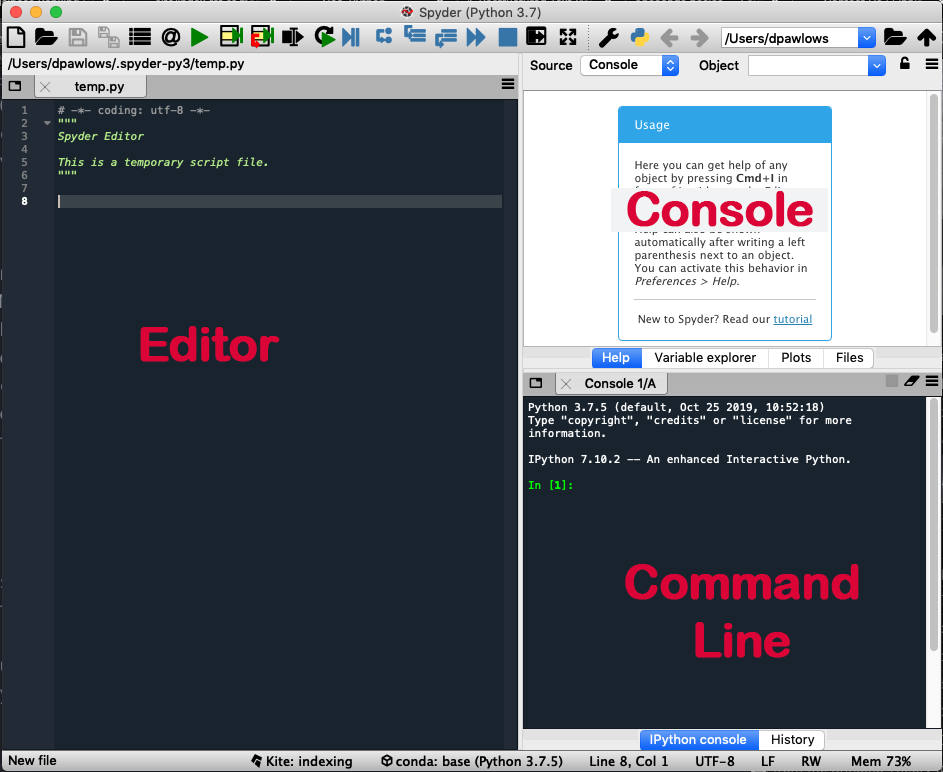 Spyder (Python 3.7)
/Users/dpawlows
/Users/dpawlows/.spyder-py3/temp.py
Source Console Object
temp.py
1 # -*- coding: utf-8 -*-
2 """
3 Spyder Editor
4
5 This is a temporary script file.
6 """
7
8
Editor
Usage
Here you can get help of any
object by pressing Cmd+I in
Console
automatically after writing a left
parenthesis next to an object.
You can activate this behavior in
Preferences > Help.
New to Spyder? Read our tutorial
Help Variable explorer Plots Files
Console 1/A
Python 3.7.5 (default, Oct 25 2019, 10:52:18)
Type "copyright", "credits" or "license" for more
information.
IPython 7.10.2 -- An enhanced Interactive Python.
In [1]:
Command
Line
IPython console History
New file Kite: indexing conda: base (Python 3.7.5) Line 8, Col 1 UTF-8 LF RW Mem 73%